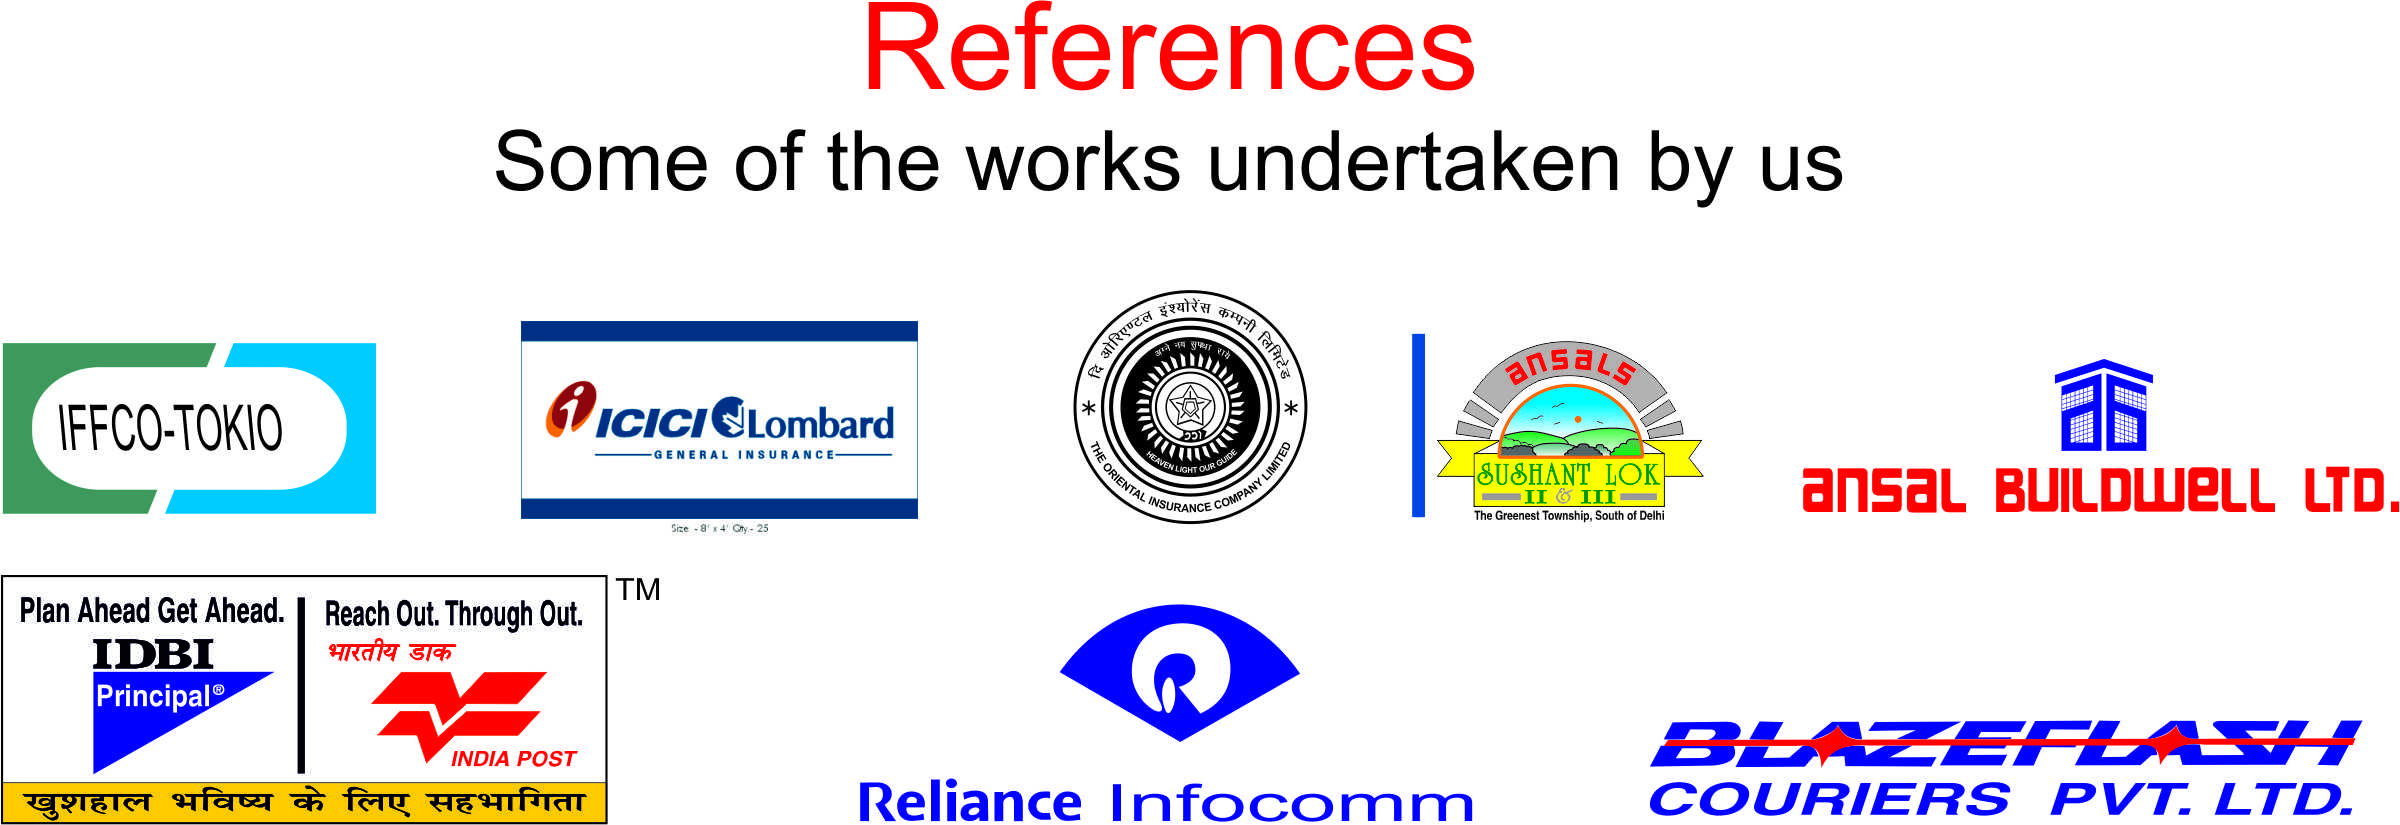 References
Some of the works undertaken by us
IFFCO-TOKIO
ICICI Lombard
GENERAL INSURANCE
Size - 8' x 4' Qty.- 25
दि ओरिएण्टल इंश्योरेंस कम्पनी लिमिटेड
अग्ने नय सुपथा राये
HEAVEN LIGHT OUR GUIDE
* THE ORIENTAL INSURANCE COMPANY LIMITED *
ansals
SUSHANT LOK
II & III
The Greenest Township, South of Delhi
ansal BUILDWELL LTD.
Plan Ahead Get Ahead.
IDBI
Principal®
Reach Out. Through Out.
भारतीय डाक
INDIA POST
TM
खुशहाल भविष्य के लिए सहभागिता
Reliance Infocomm
BLAZEFLASH
COURIERS PVT. LTD.